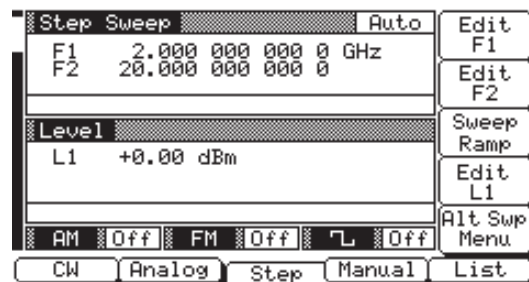 Step Sweep Auto
F1 2.000 000 000 0 GHz
F2 20.000 000 000 0
Level
L1 +0.00 dBm
AM Off FM Off Off
CW Analog Step Manual List
Edit
F1
Edit
F2
Sweep
Ramp
Edit
L1
Alt Swp
Menu